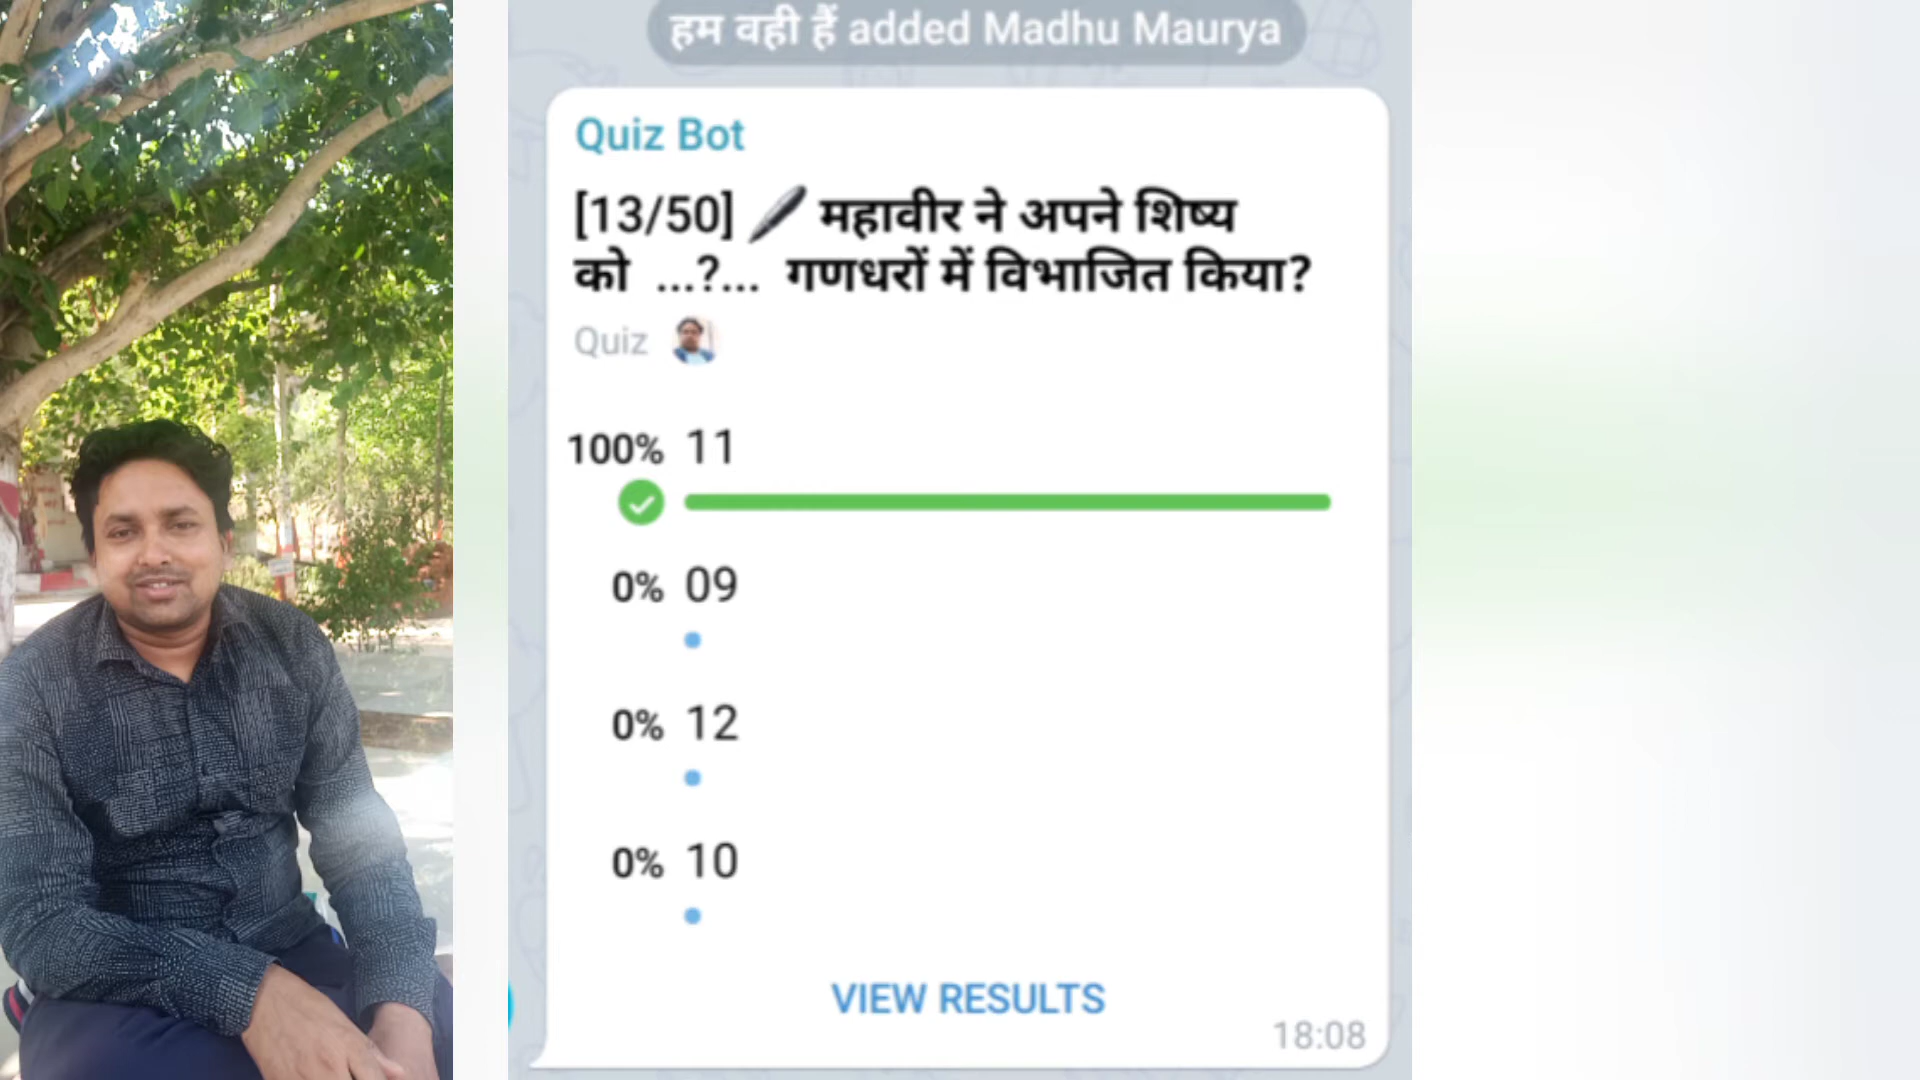 हम वही हैं added Madhu Maurya
Quiz Bot
[13/50] महावीर ने अपने शिष्य
को ...?... गणधरों में विभाजित किया?
Quiz
100% 11
0% 09
0% 12
0% 10
VIEW RESULTS
18:08